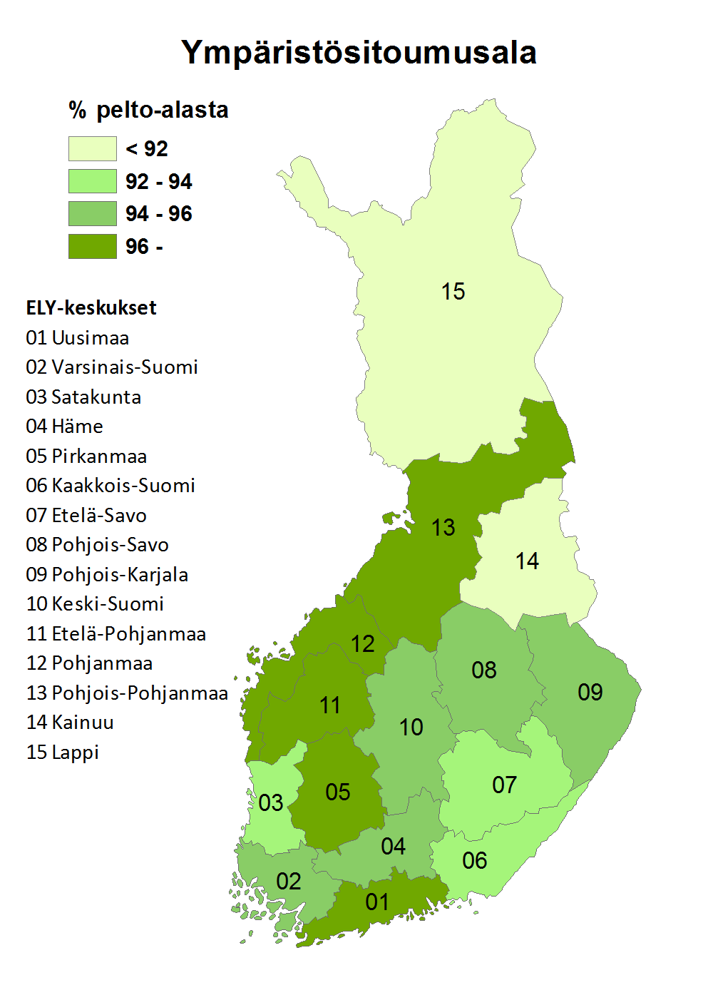 Ympäristösitoumusala
% pelto-alasta
< 92
92 - 94
94 - 96
96 -
ELY-keskukset
01 Uusimaa
02 Varsinais-Suomi
03 Satakunta
04 Häme
05 Pirkanmaa
06 Kaakkois-Suomi
07 Etelä-Savo
08 Pohjois-Savo
09 Pohjois-Karjala
10 Keski-Suomi
11 Etelä-Pohjanmaa
12 Pohjanmaa
13 Pohjois-Pohjanmaa
14 Kainuu
15 Lappi
15
13
14
12
08
09
11
10
07
05
03
04
06
02
01